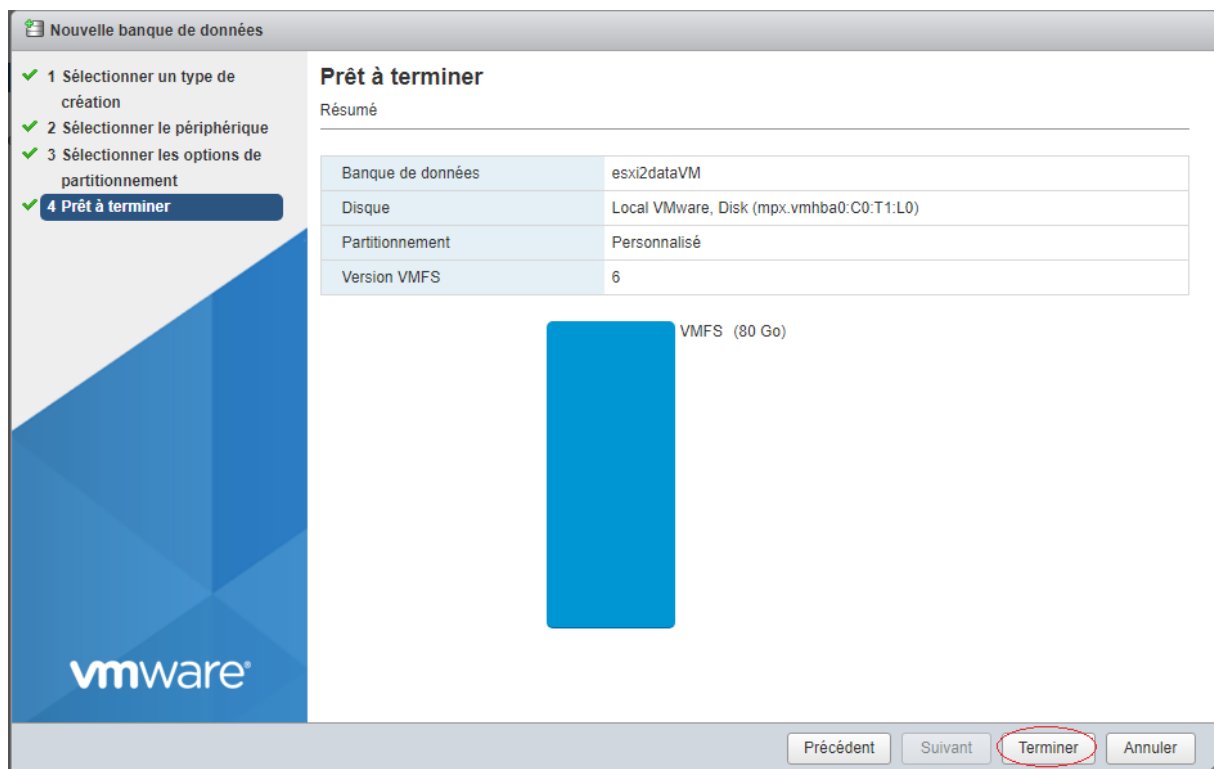 Nouvelle banque de données
1 Sélectionner un type de
création
2 Sélectionner le périphérique
3 Sélectionner les options de
partitionnement
4 Prêt à terminer
Prêt à terminer
Résumé
Banque de données esxi2dataVM
Disque Local VMware, Disk (mpx.vmhba0:C0:T1:L0)
Partitionnement Personnalisé
Version VMFS 6
VMFS (80 Go)
vmware®
Précédent Suivant Terminer Annuler